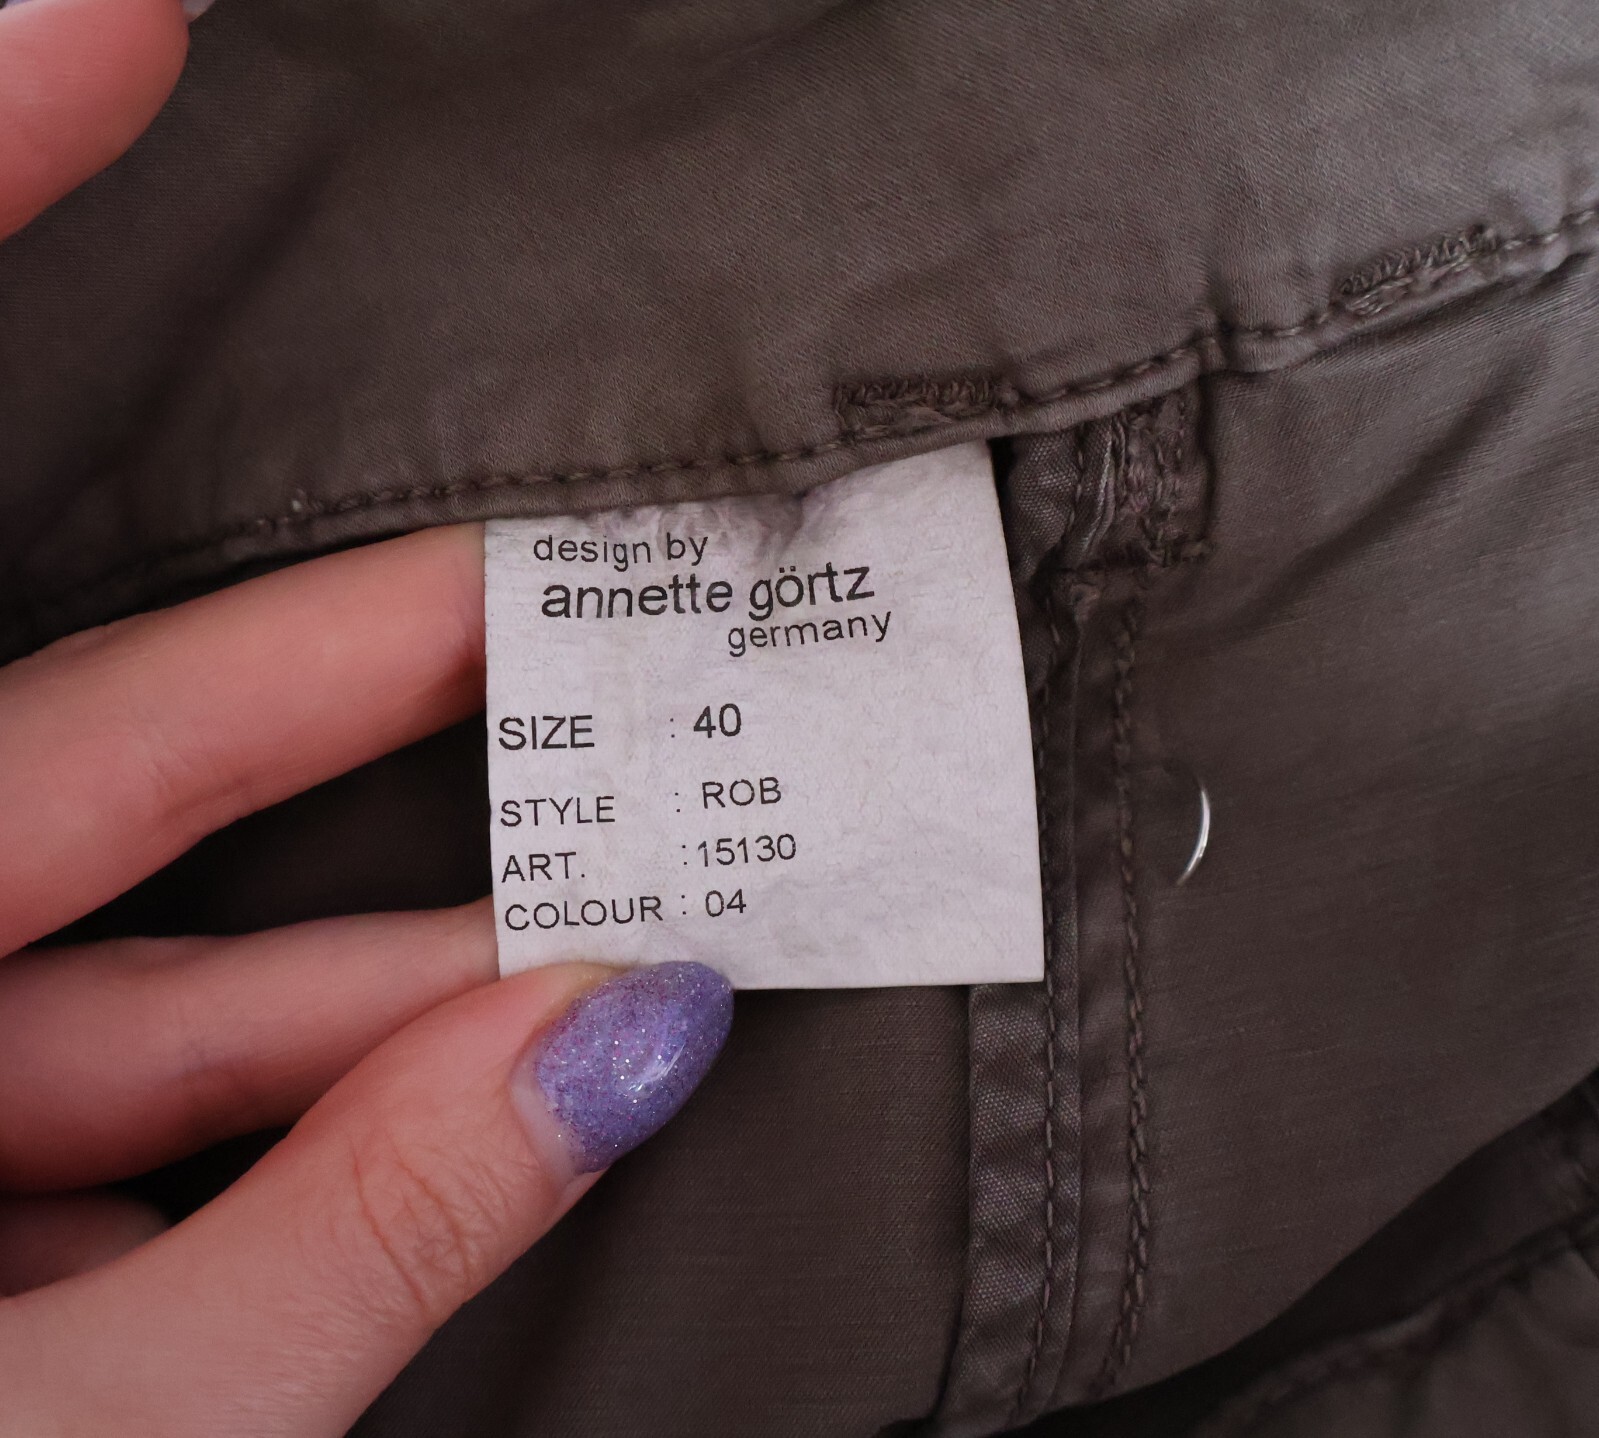 design by
annette görtz
germany
SIZE : 40
STYLE : ROB
ART. :15130
COLOUR : 04